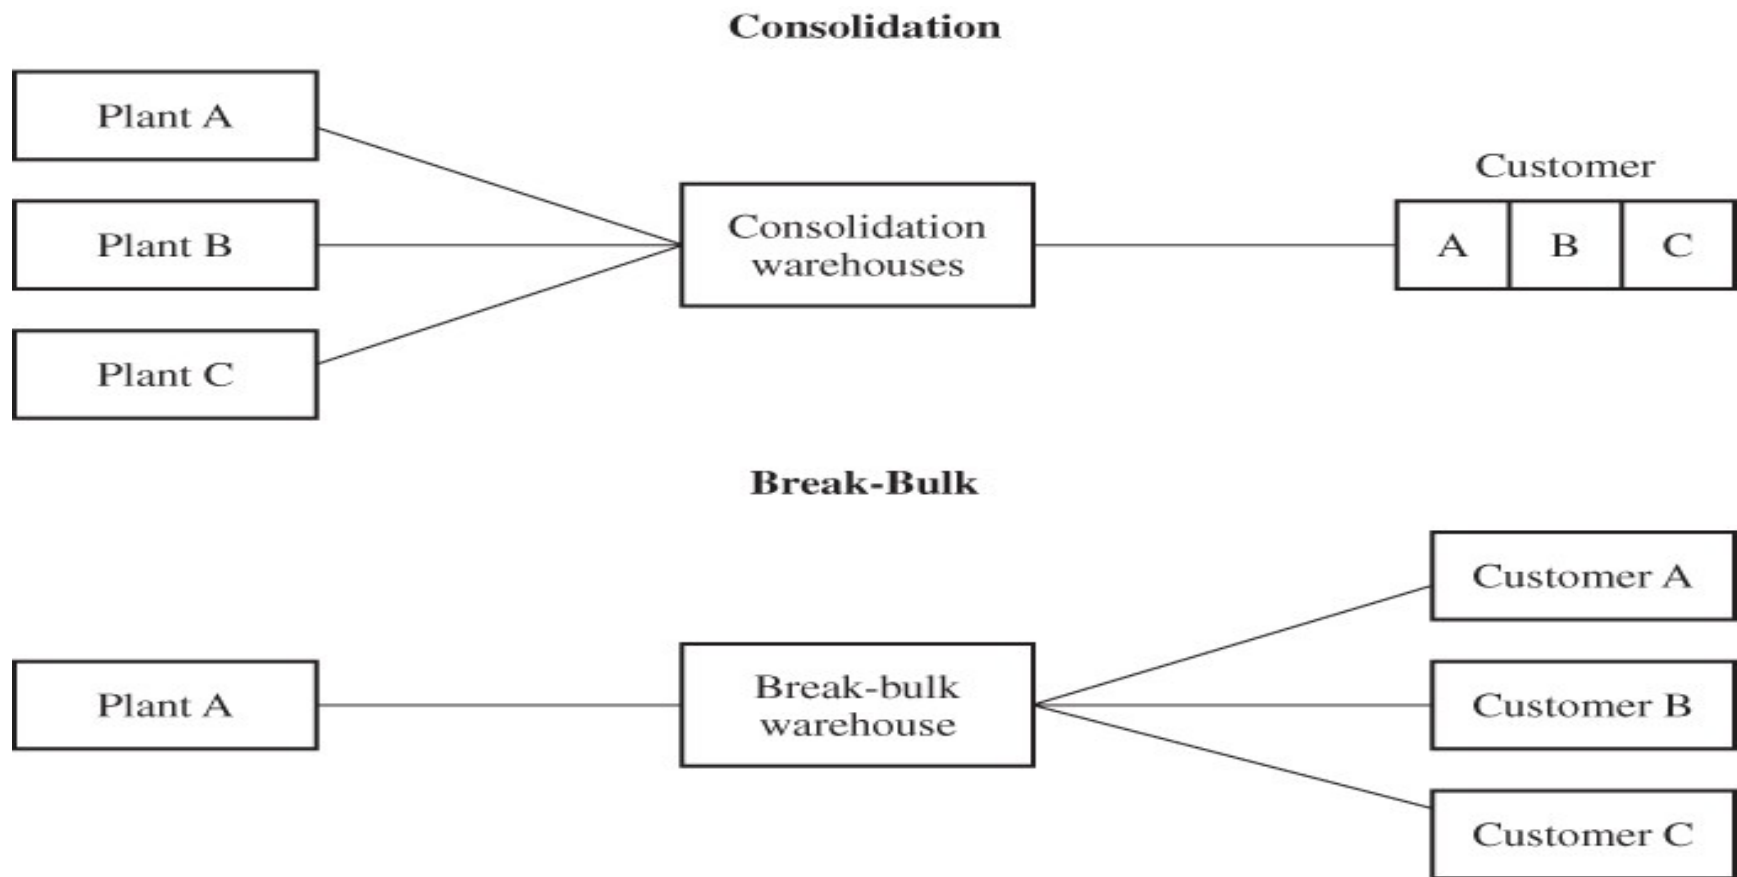 Consolidation
Plant A
Plant B
Plant C
Consolidation
warehouses
Customer
A B C
Break-Bulk
Plant A
Break-bulk
warehouse
Customer A
Customer B
Customer C